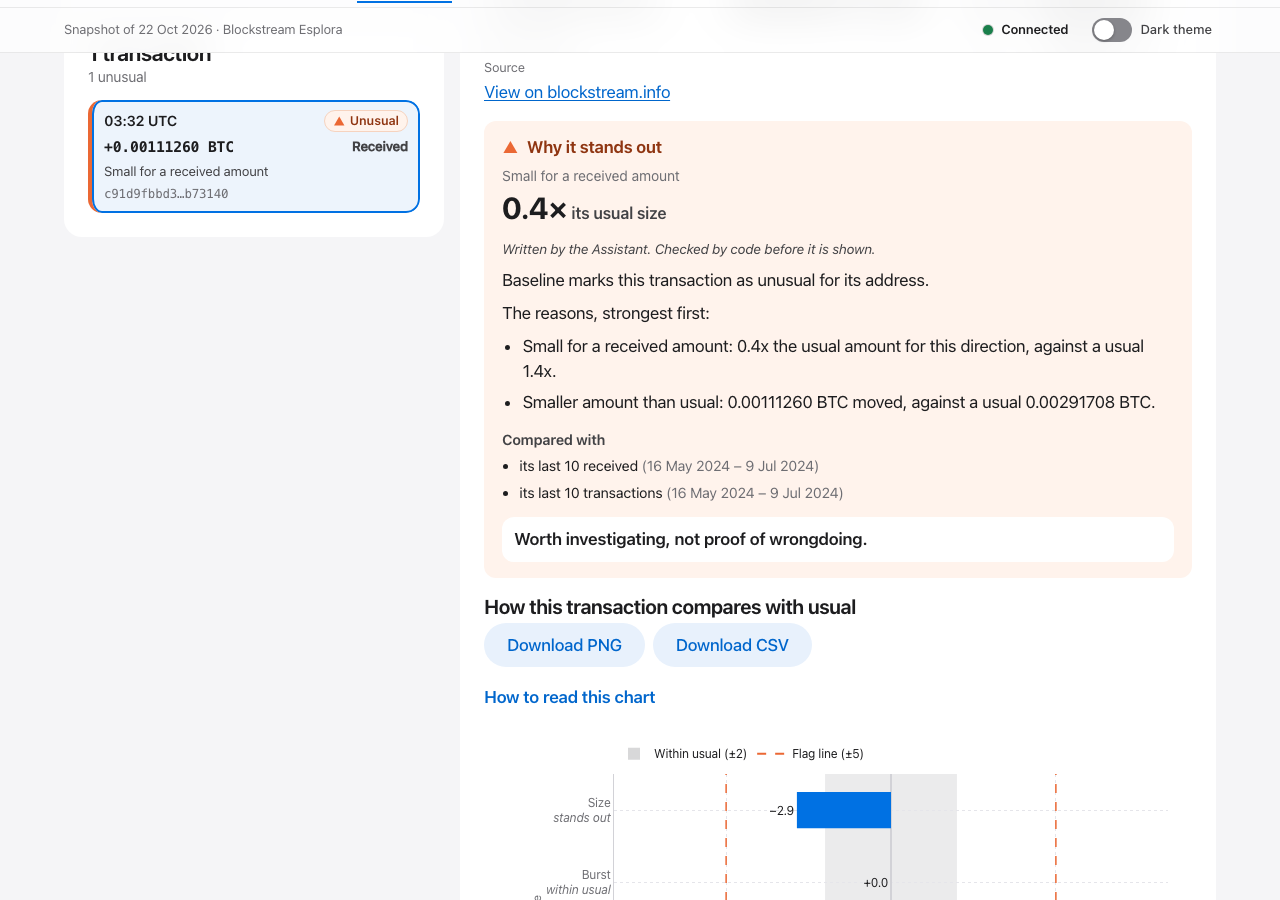 Snapshot of 22 Oct 2026 · Blockstream Esplora
Connected
Dark theme
1 transaction
1 unusual
03:32 UTC
Unusual
+0.00111260 BTC
Received
Small for a received amount
c91d9fbbd3…b73140
Source
View on blockstream.info
Why it stands out
Small for a received amount
0.4× its usual size
Written by the Assistant. Checked by code before it is shown.
Baseline marks this transaction as unusual for its address.
The reasons, strongest first:
• Small for a received amount: 0.4x the usual amount for this direction, against a usual
1.4x.
• Smaller amount than usual: 0.00111260 BTC moved, against a usual 0.00291708 BTC.
Compared with
• its last 10 received (16 May 2024 – 9 Jul 2024)
• its last 10 transactions (16 May 2024 – 9 Jul 2024)
Worth investigating, not proof of wrongdoing.
How this transaction compares with usual
Download PNG
Download CSV
How to read this chart
Within usual (±2)
Flag line (±5)
Size
stands out
−2.9
Burst
within usual
+0.0